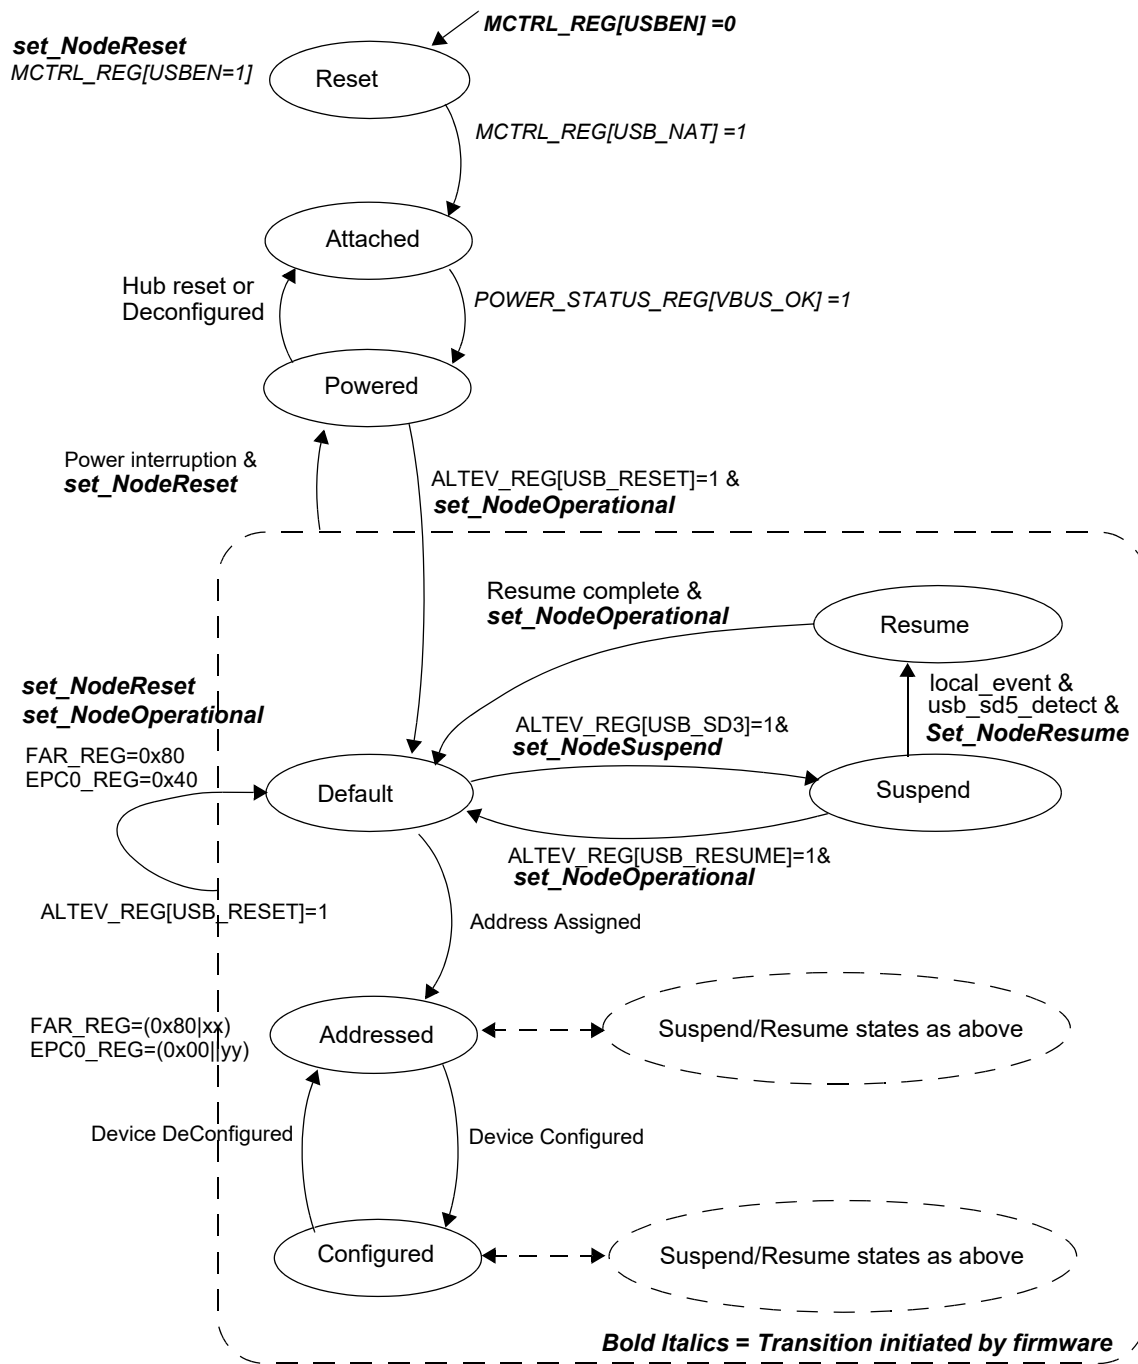 MCTRL_REG[USBEN] =0
set_NodeReset
MCTRL_REG[USBEN=1]
Reset
MCTRL_REG[USB_NAT] =1
Attached
Hub reset or
Deconfigured
POWER_STATUS_REG[VBUS_OK] =1
Powered
Power interruption &
set_NodeReset
ALTEV_REG[USB_RESET]=1 &
set_NodeOperational
Resume complete &
set_NodeOperational
Resume
local_event &
usb_sd5_detect &
Set_NodeResume
set_NodeReset
set_NodeOperational
FAR_REG=0x80
EPC0_REG=0x40
ALTEV_REG[USB_SD3]=1&
set_NodeSuspend
Default
Suspend
ALTEV_REG[USB_RESUME]=1&
set_NodeOperational
ALTEV_REG[USB_RESET]=1
Address Assigned
FAR_REG=(0x80|xx)
EPC0_REG=(0x00||yy)
Addressed
Suspend/Resume states as above
Device DeConfigured
Device Configured
Configured
Suspend/Resume states as above
Bold Italics = Transition initiated by firmware